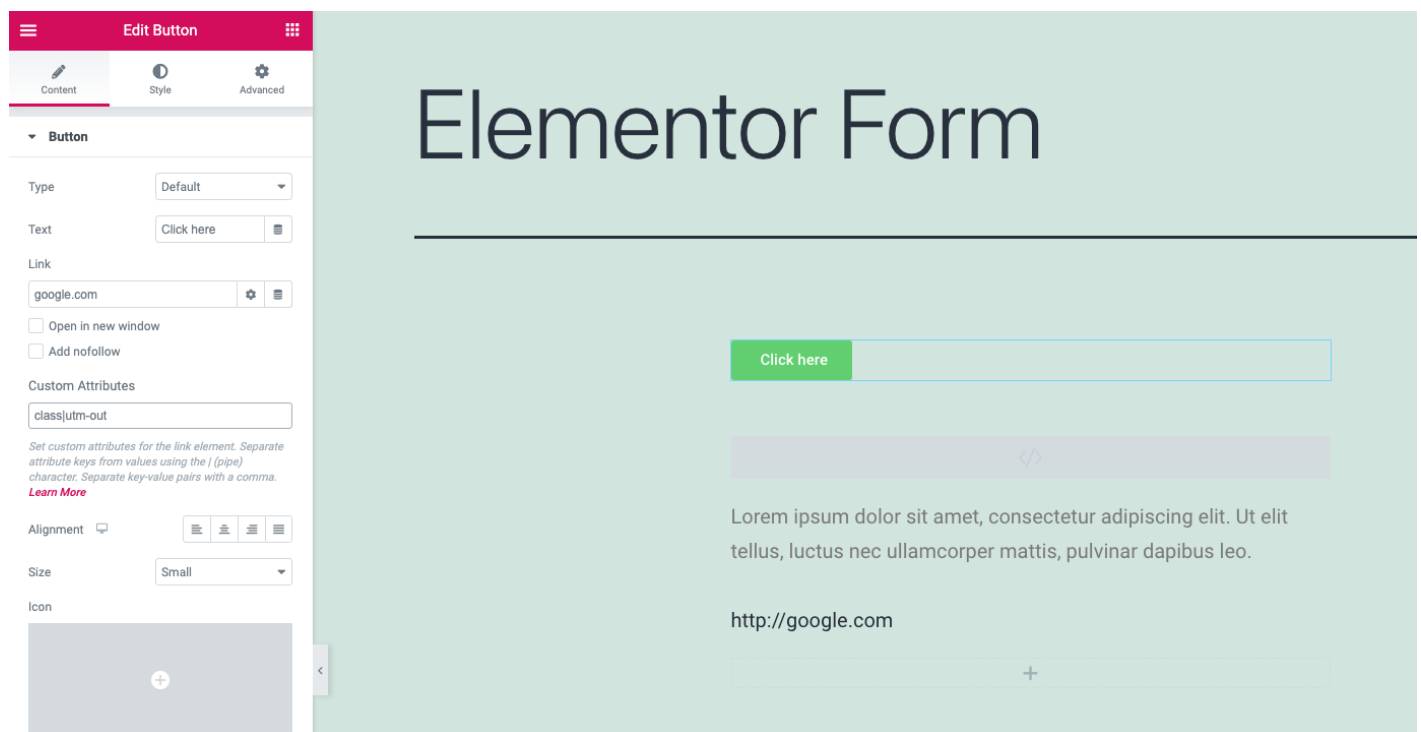 Edit Button
Content
Style
Advanced
Button
Type
Default
Text
Click here
Link
google.com
Open in new window
Add nofollow
Custom Attributes
class|utm-out
Set custom attributes for the link element. Separate
attribute keys from values using the | (pipe)
character. Separate key-value pairs with a comma.
Learn More
Alignment
Size
Small
Icon
Elementor Form
Click here
</>
Lorem ipsum dolor sit amet, consectetur adipiscing elit. Ut elit
tellus, luctus nec ullamcorper mattis, pulvinar dapibus leo.
http://google.com